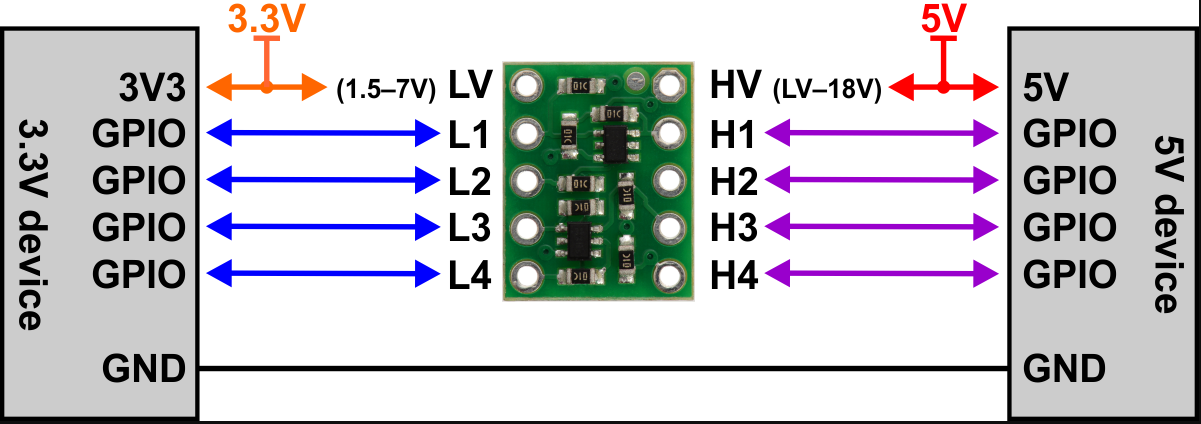 3.3V 5V
3V3 (1.5–7V) LV HV (LV–18V) 5V
GPIO L1 H1 GPIO
GPIO L2 H2 GPIO
GPIO L3 H3 GPIO
GPIO L4 H4 GPIO
GND GND
3.3V device
5V device